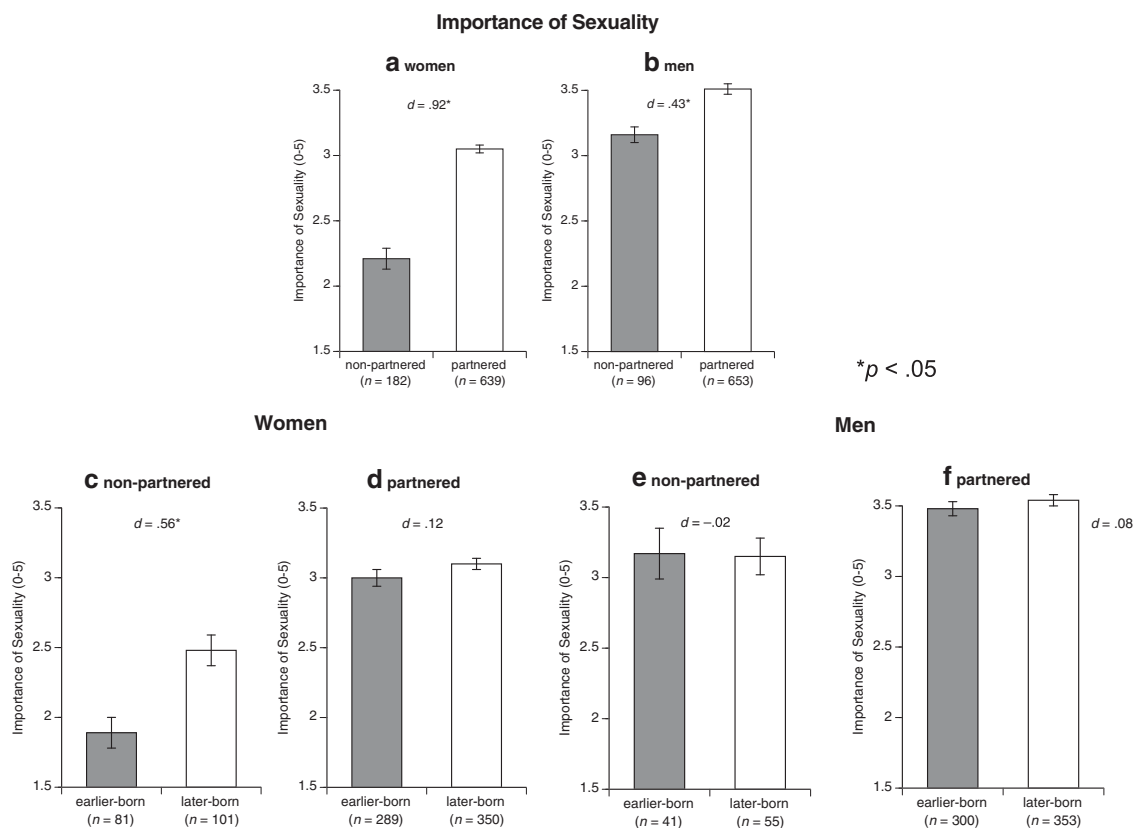 Importance of Sexuality
a women
d = .92*
Importance of Sexuality (0-5)
3.5
3
2.5
2
1.5
non-partnered
(n = 182)
partnered
(n = 639)
b men
d = .43*
Importance of Sexuality (0-5)
3.5
3
2.5
2
1.5
non-partnered
(n = 96)
partnered
(n = 653)
*p < .05
Women
Men
c non-partnered
d = .56*
Importance of Sexuality (0-5)
3.5
3
2.5
2
1.5
earlier-born
(n = 81)
later-born
(n = 101)
d partnered
d = .12
Importance of Sexuality (0-5)
3.5
3
2.5
2
1.5
earlier-born
(n = 289)
later-born
(n = 350)
e non-partnered
d = –.02
Importance of Sexuality (0-5)
3.5
3
2.5
2
1.5
earlier-born
(n = 41)
later-born
(n = 55)
f partnered
d = .08
Importance of Sexuality (0-5)
3.5
3
2.5
2
1.5
earlier-born
(n = 300)
later-born
(n = 353)